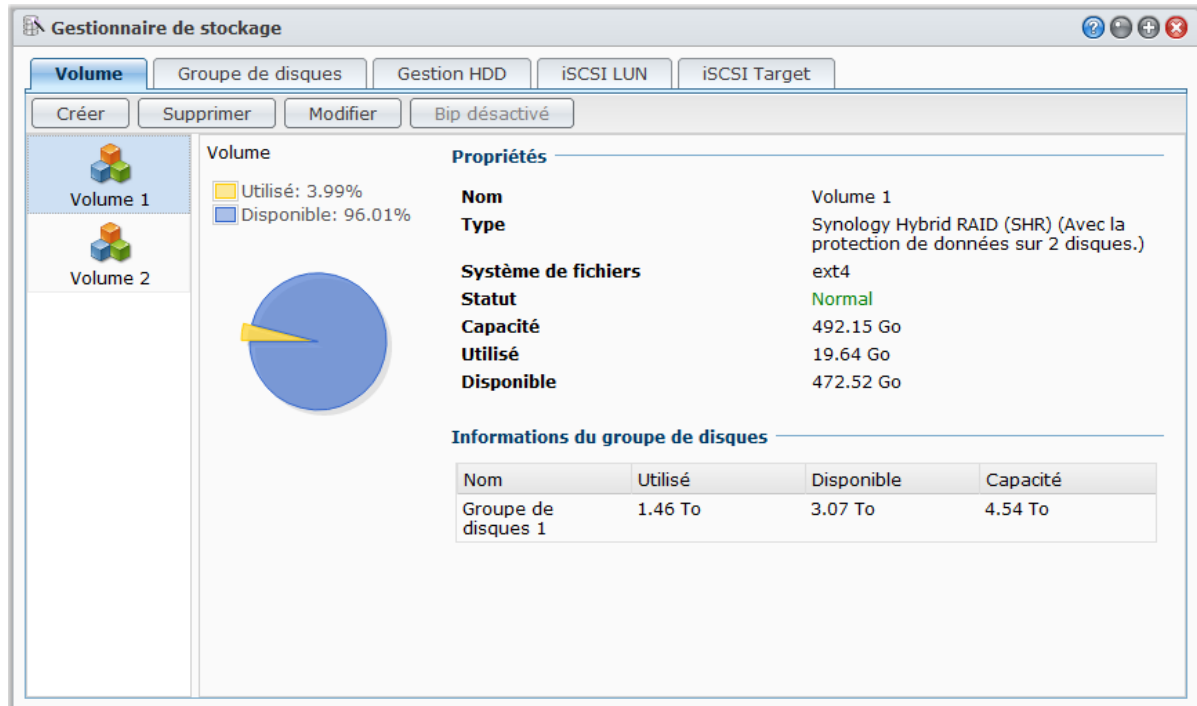 Gestionnaire de stockage
Volume Groupe de disques Gestion HDD iSCSI LUN iSCSI Target
Créer Supprimer Modifier Bip désactivé
Volume 1
Volume 2
Volume
Utilisé: 3.99%
Disponible: 96.01%
Propriétés
Nom Volume 1
Type Synology Hybrid RAID (SHR) (Avec la
protection de données sur 2 disques.)
Système de fichiers ext4
Statut Normal
Capacité 492.15 Go
Utilisé 19.64 Go
Disponible 472.52 Go
Informations du groupe de disques
Nom Utilisé Disponible Capacité
Groupe de 1.46 To 3.07 To 4.54 To
disques 1